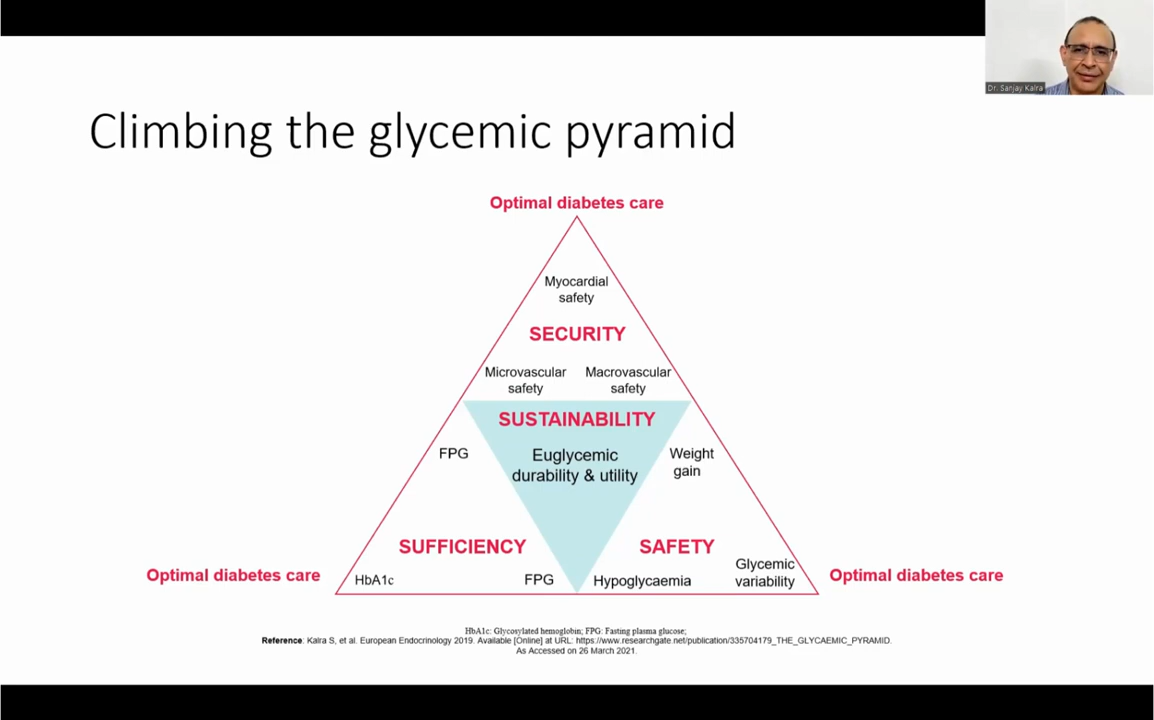 Dr. Sanjay Kalra
Climbing the glycemic pyramid
Optimal diabetes care
Myocardial
safety
SECURITY
Microvascular
safety
Macrovascular
safety
SUSTAINABILITY
Euglycemic
durability & utility
FPG
Weight
gain
SUFFICIENCY
SAFETY
Optimal diabetes care
HbA1c
FPG
Hypoglycaemia
Glycemic
variability
Optimal diabetes care
HbA1c: Glycosylated hemoglobin; FPG: Fasting plasma glucose;
Reference: Kalra S, et al. European Endocrinology 2019. Available [Online] at URL: https://www.researchgate.net/publication/335704179_THE_GLYCAEMIC_PYRAMID.
As Accessed on 26 March 2021.